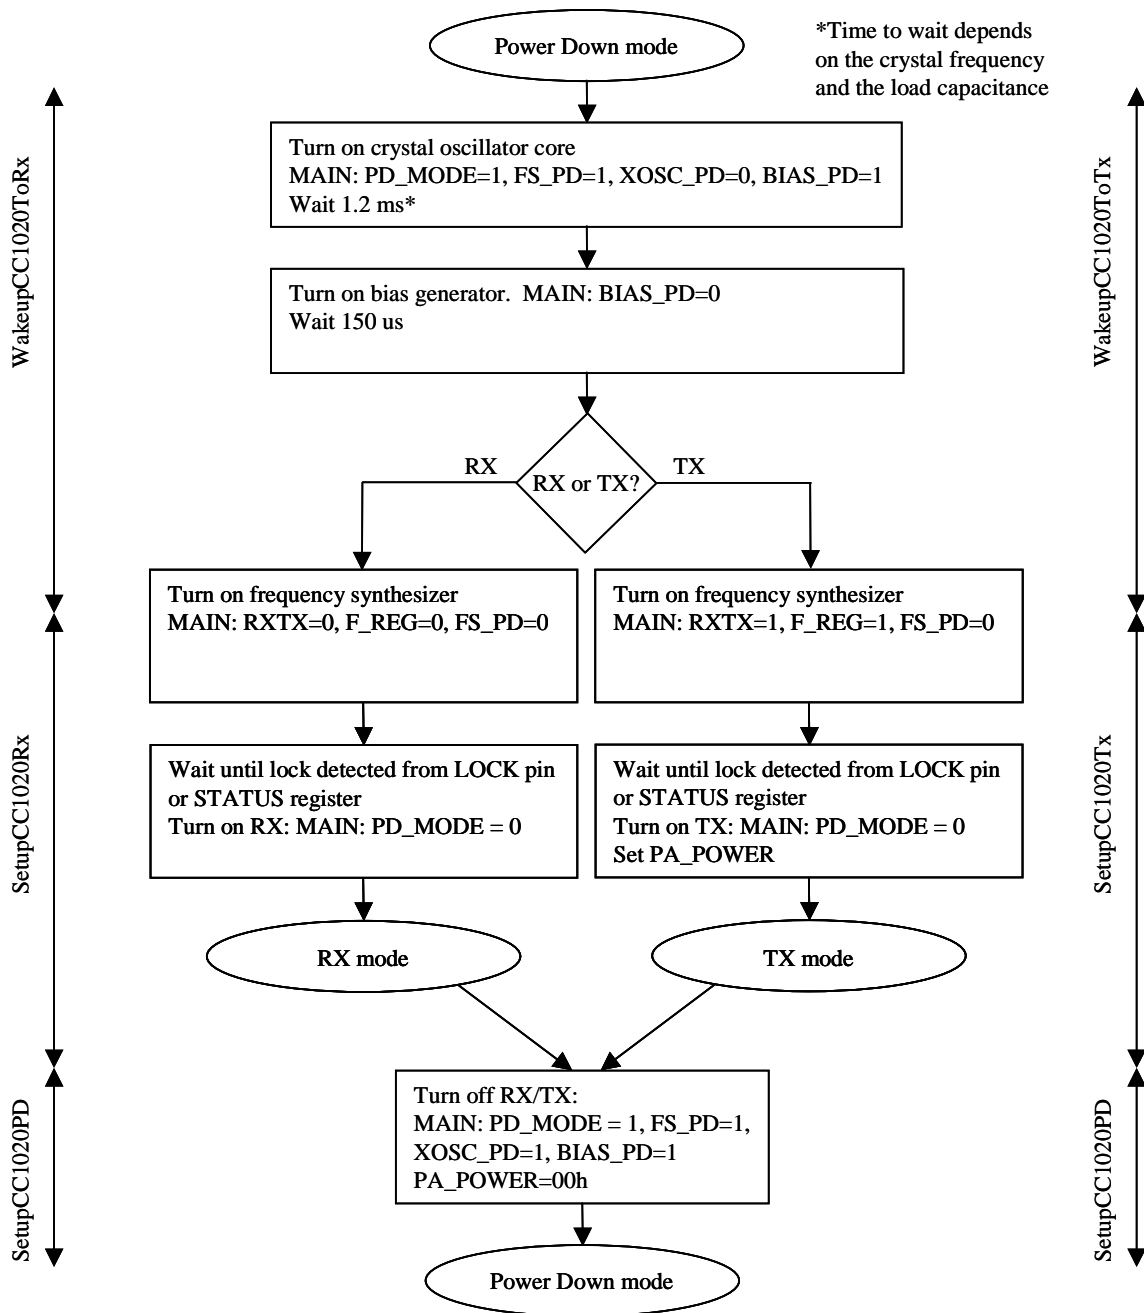 Power Down mode
*Time to wait depends
on the crystal frequency
and the load capacitance
WakeupCC1020ToRx
WakeupCC1020ToTx
Turn on crystal oscillator core
MAIN: PD_MODE=1, FS_PD=1, XOSC_PD=0, BIAS_PD=1
Wait 1.2 ms*
Turn on bias generator. MAIN: BIAS_PD=0
Wait 150 us
RX
RX or TX?
TX
Turn on frequency synthesizer
MAIN: RXTX=0, F_REG=0, FS_PD=0
Turn on frequency synthesizer
MAIN: RXTX=1, F_REG=1, FS_PD=0
SetupCC1020Rx
SetupCC1020Tx
Wait until lock detected from LOCK pin
or STATUS register
Turn on RX: MAIN: PD_MODE = 0
Wait until lock detected from LOCK pin
or STATUS register
Turn on TX: MAIN: PD_MODE = 0
Set PA_POWER
RX mode
TX mode
SetupCC1020PD
SetupCC1020PD
Turn off RX/TX:
MAIN: PD_MODE = 1, FS_PD=1,
XOSC_PD=1, BIAS_PD=1
PA_POWER=00h
Power Down mode